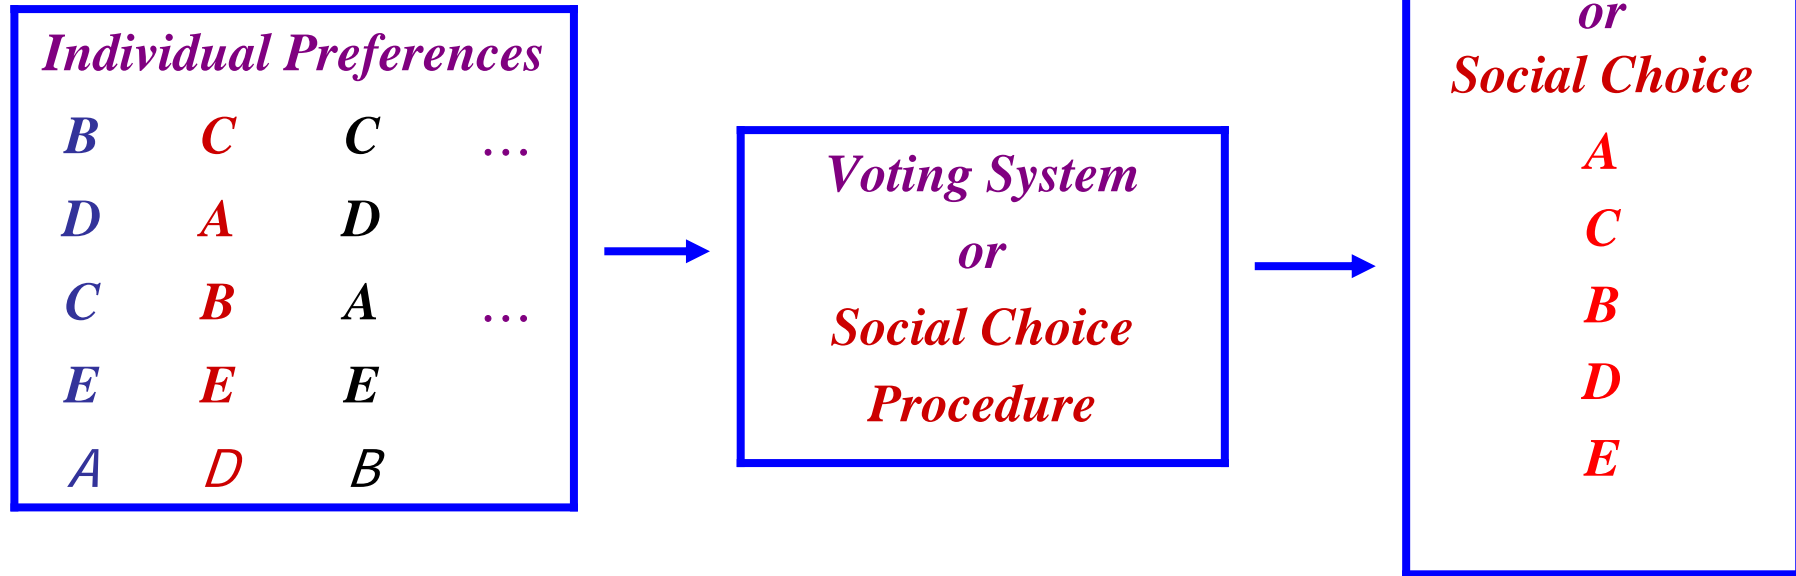 Individual Preferences
B C C …
D A D
C B A …
E E E
A D B
Voting System
or
Social Choice
Procedure
or
Social Choice
A
C
B
D
E